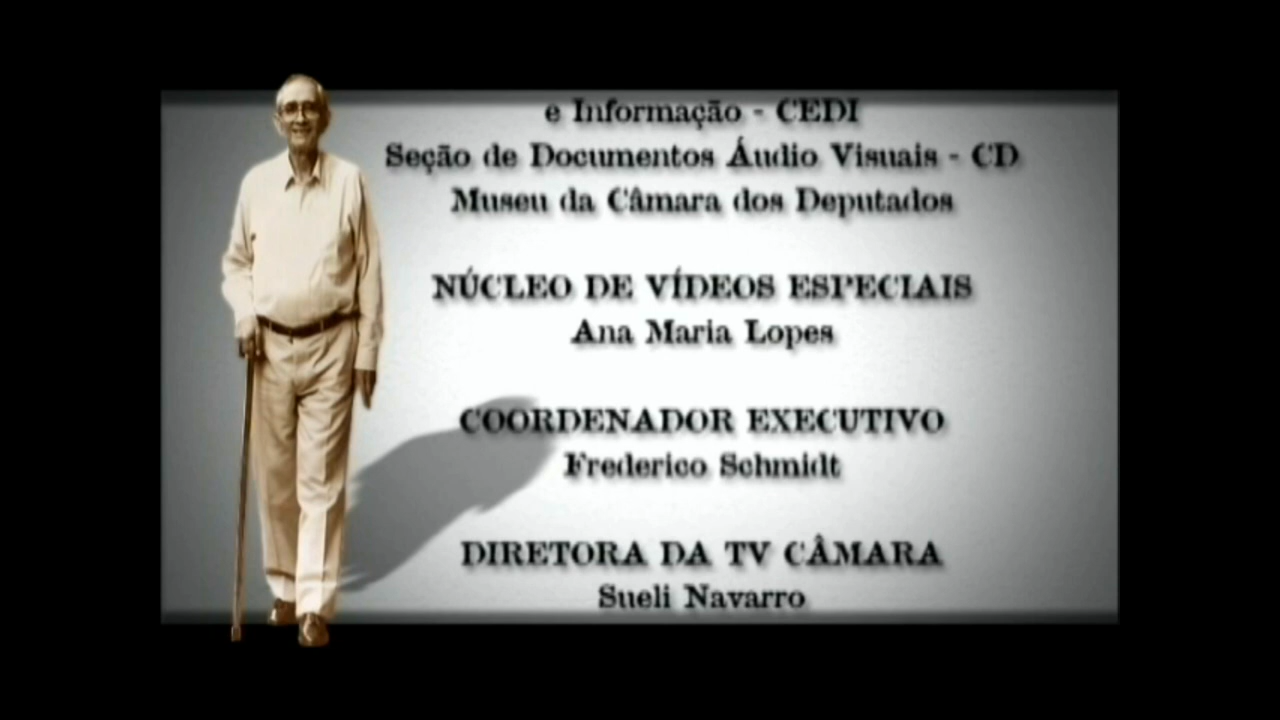 e Informação - CEDI
Seção de Documentos Áudio Visuais - CD
Museu da Câmara dos Deputados
NÚCLEO DE VÍDEOS ESPECIAIS
Ana Maria Lopes
COORDENADOR EXECUTIVO
Frederico Schmidt
DIRETORA DA TV CÂMARA
Sueli Navarro